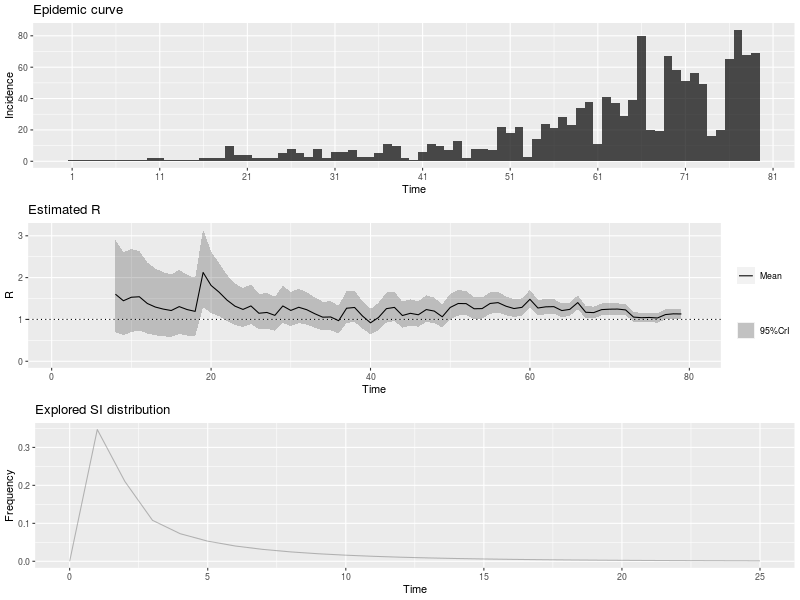 Epidemic curve
80
60
40
20
0
Incidence
1 11 21 31 41 51 61 71 81
Time
Estimated R
3
2
1
0
R
0 20 40 60 80
Time
Mean
95%CrI
Explored SI distribution
0.3
0.2
0.1
0.0
Frequency
0 5 10 15 20 25
Time